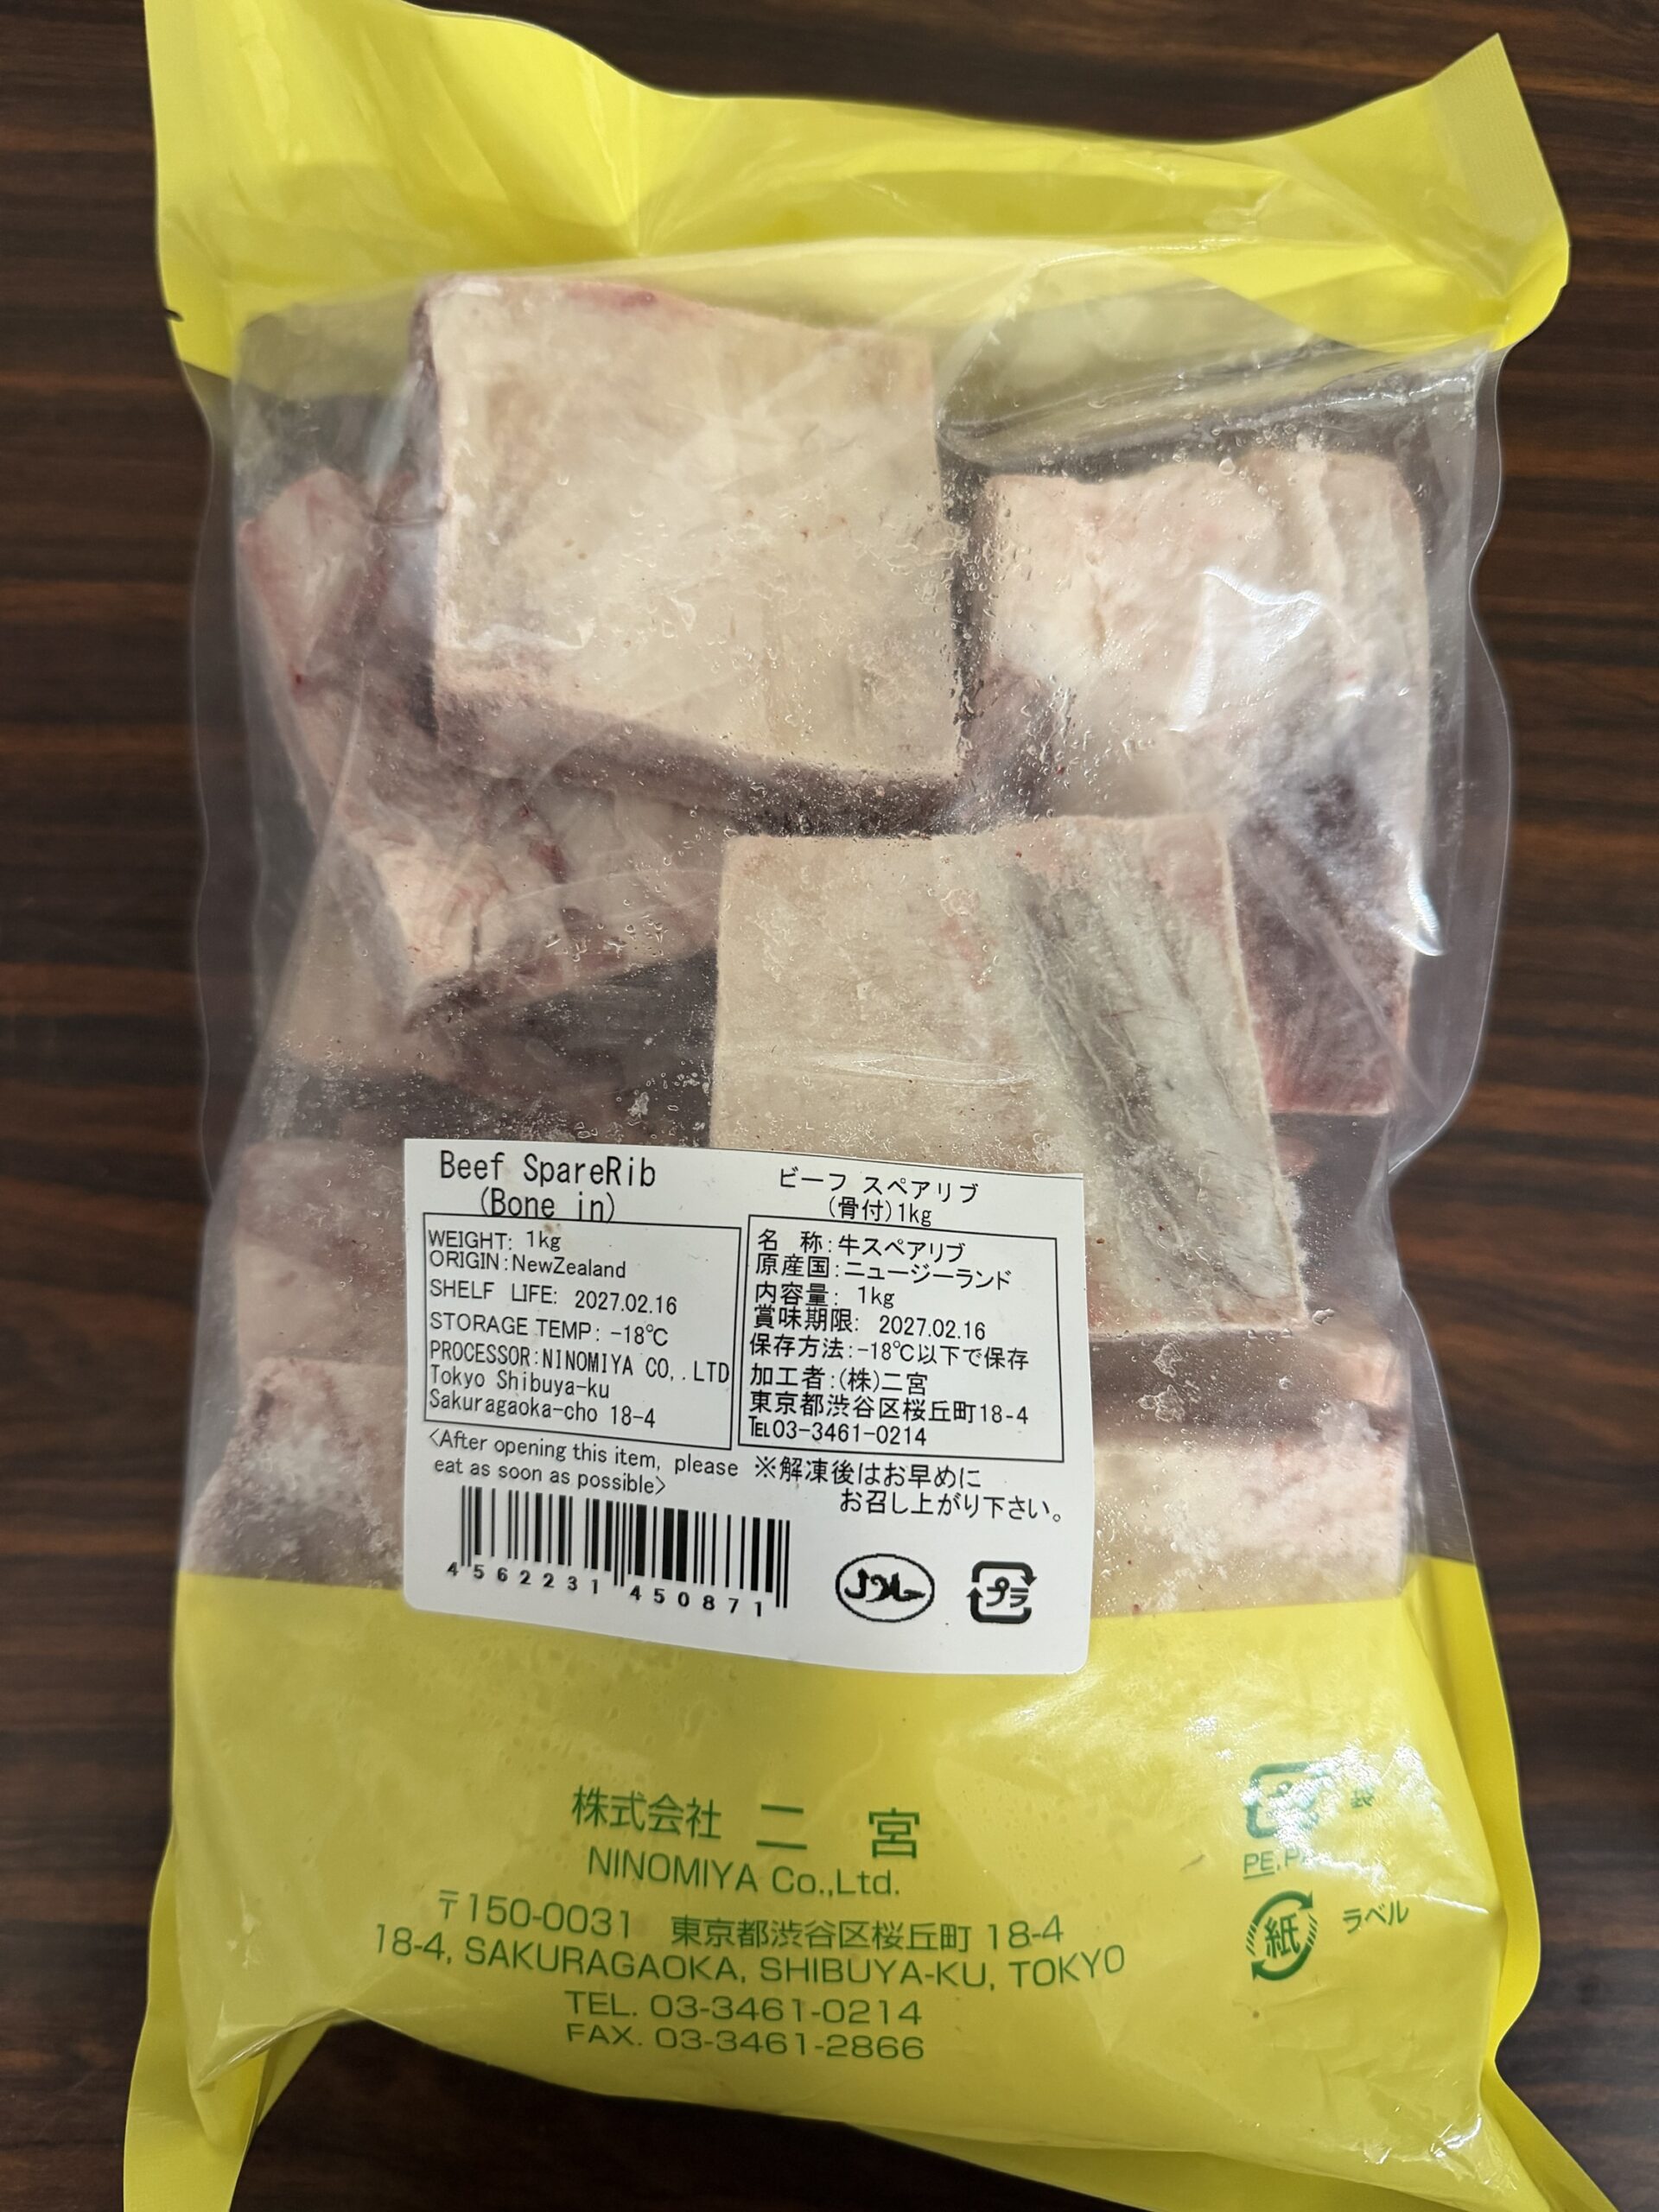 Beef SpareRib
(Bone in)
WEIGHT: 1kg
ORIGIN:NewZealand
SHELF LIFE: 2027.02.16
STORAGE TEMP: -18℃
PROCESSOR:NINOMIYA CO,.LTD
Tokyo Shibuya-ku
Sakuragaoka-cho 18-4
<After opening this item, please
eat as soon as possible>
ビーフ スペアリブ
(骨付)1kg
名 称:牛スペアリブ
原産国:ニュージーランド
内容量: 1kg
賞味期限: 2027.02.16
保存方法:-18℃以下で保存
加工者:(株)二宮
東京都渋谷区桜丘町18-4
℡03-3461-0214
※解凍後はお早めに
お召し上がり下さい。
4562231 450871
حلال
プラ
株式会社 二 宮
NINOMIYA Co.,Ltd.
〒150-0031 東京都渋谷区桜丘町 18-4
18-4, SAKURAGAOKA, SHIBUYA-KU, TOKYO
TEL. 03-3461-0214
FAX. 03-3461-2866
袋
PE,
紙 ラベル